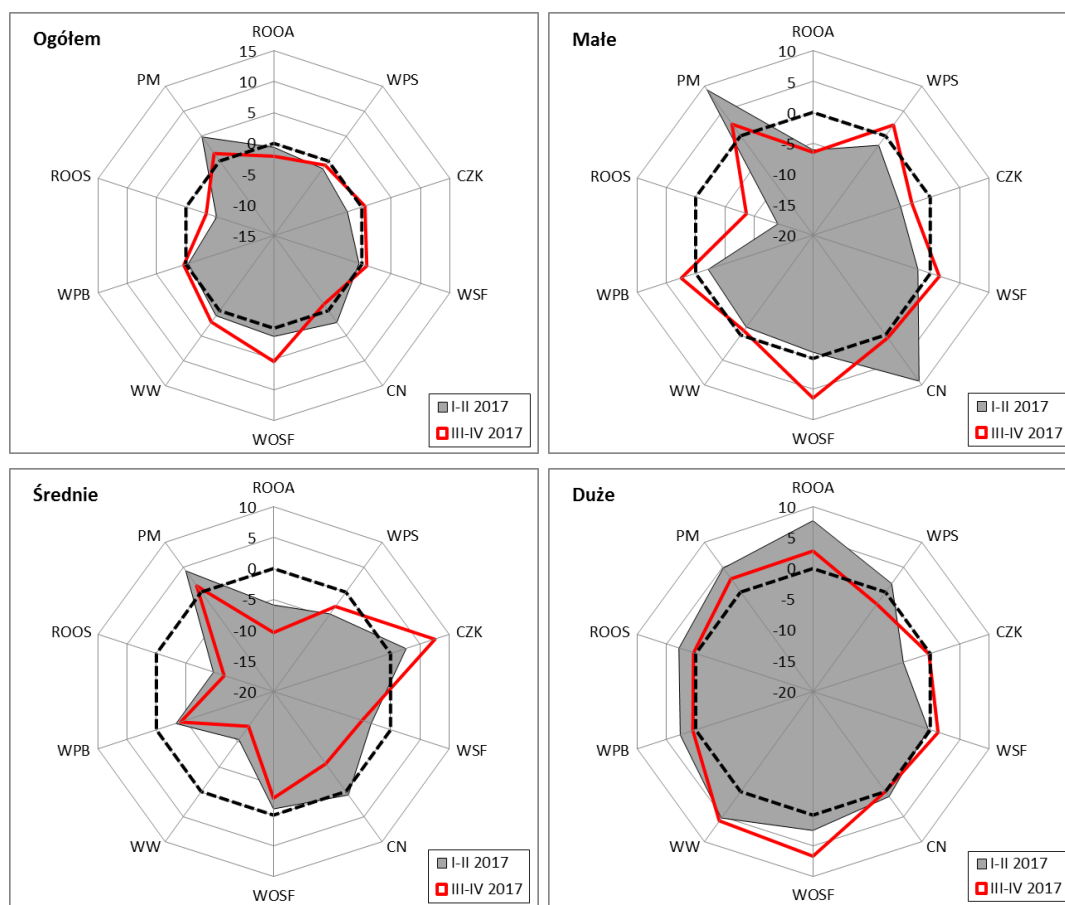 Ogółem
ROOA
WPS
CZK
WSF
CN
WOSF
WW
WPB
ROOS
PM
15
10
5
0
-5
-10
-15
I-II 2017
III-IV 2017
Małe
ROOA
WPS
CZK
WSF
CN
WOSF
WW
WPB
ROOS
PM
10
5
0
-5
-10
-15
-20
I-II 2017
III-IV 2017
Średnie
ROOA
WPS
CZK
WSF
CN
WOSF
WW
WPB
ROOS
PM
10
5
0
-5
-10
-15
-20
I-II 2017
III-IV 2017
Duże
ROOA
WPS
CZK
WSF
CN
WOSF
WW
WPB
ROOS
PM
10
5
0
-5
-10
-15
-20
I-II 2017
III-IV 2017